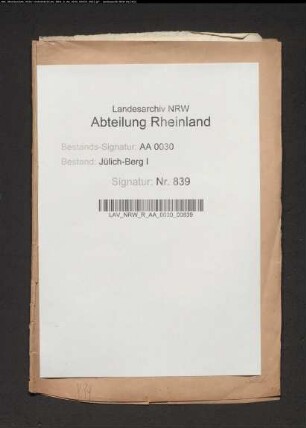 Landesarchiv NRW
Abteilung Rheinland
Bestands-Signatur: AA 0030
Bestand: Jülich-Berg I
Signatur: Nr. 839
LAV_NRW_R_AA_0030_00839